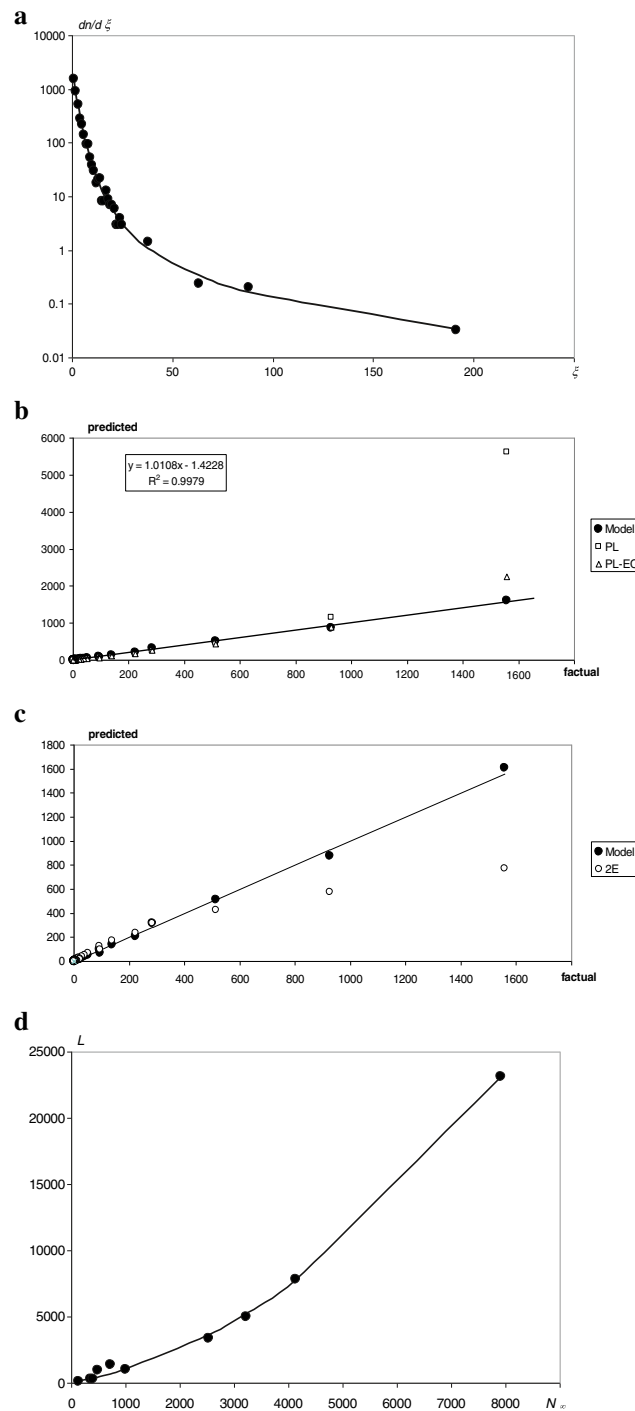 a
dn/d ξ
10000
1000
100
10
1
0.1
0.01
0 50 100 150 200
ξ
b
predicted
6000
5000
4000
3000
2000
1000
0
y = 1.0108x - 1.4228
R² = 0.9979
Model
PL
PL-EC
0 200 400 600 800 1000 1200 1400 1600
factual
c
predicted
1800
1600
1400
1200
1000
800
600
400
200
0
Model
2E
0 200 400 600 800 1000 1200 1400 1600
factual
d
L
25000
20000
15000
10000
5000
0
0 1000 2000 3000 4000 5000 6000 7000 8000 N∞